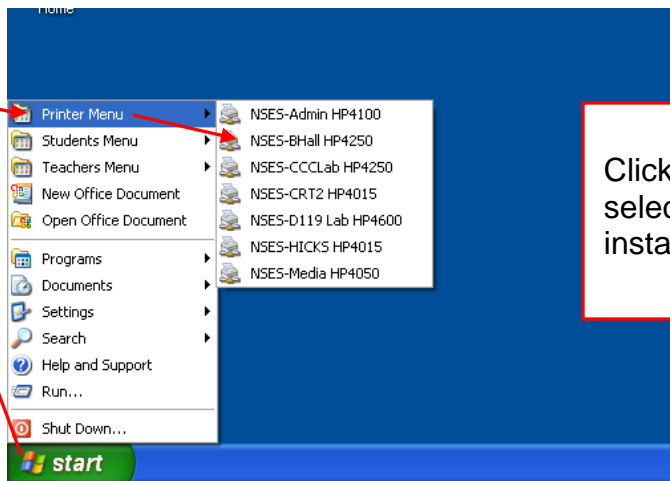 Home
Printer Menu
Students Menu
Teachers Menu
New Office Document
Open Office Document
Programs
Documents
Settings
Search
Help and Support
Run...
Shut Down...
start
NSES-Admin HP4100
NSES-BHall HP4250
NSES-CCCLab HP4250
NSES-CRT2 HP4015
NSES-D119 Lab HP4600
NSES-HICKS HP4015
NSES-Media HP4050
Click
selec
insta